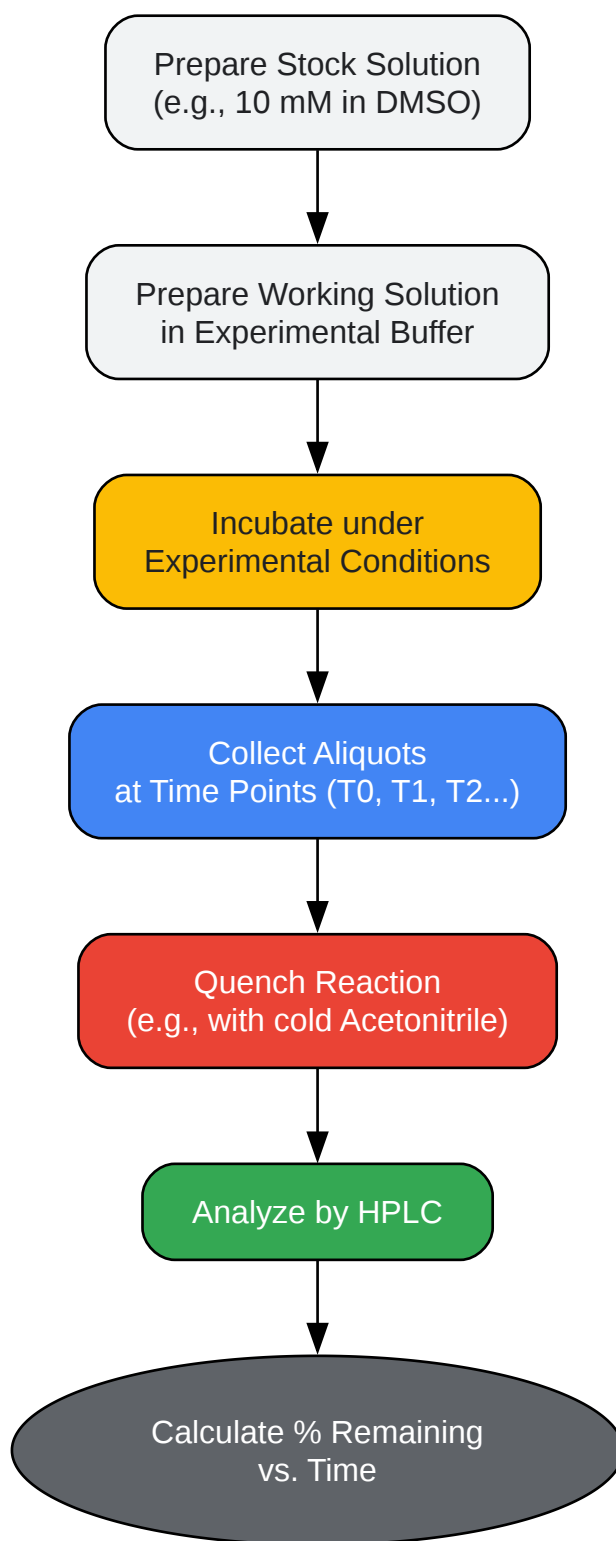 Prepare Stock Solution
(e.g., 10 mM in DMSO)
Prepare Working Solution
in Experimental Buffer
Incubate under
Experimental Conditions
Collect Aliquots
at Time Points (T0, T1, T2...)
Quench Reaction
(e.g., with cold Acetonitrile)
Analyze by HPLC
Calculate % Remaining
vs. Time